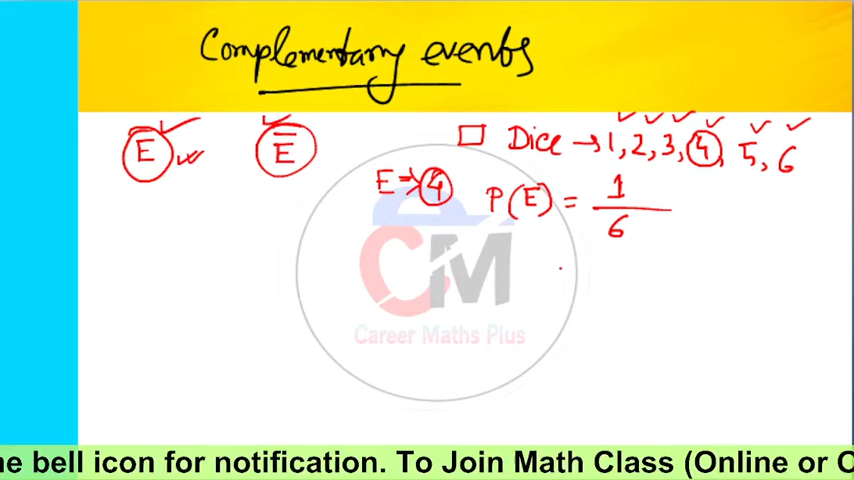 Complementary events
E E̅ □ Dice → 1, 2, 3, 4, 5, 6
E ⇒ 4 P(E) = 1/6
CM
Career Maths Plus
he bell icon for notification. To Join Math Class (Online or O